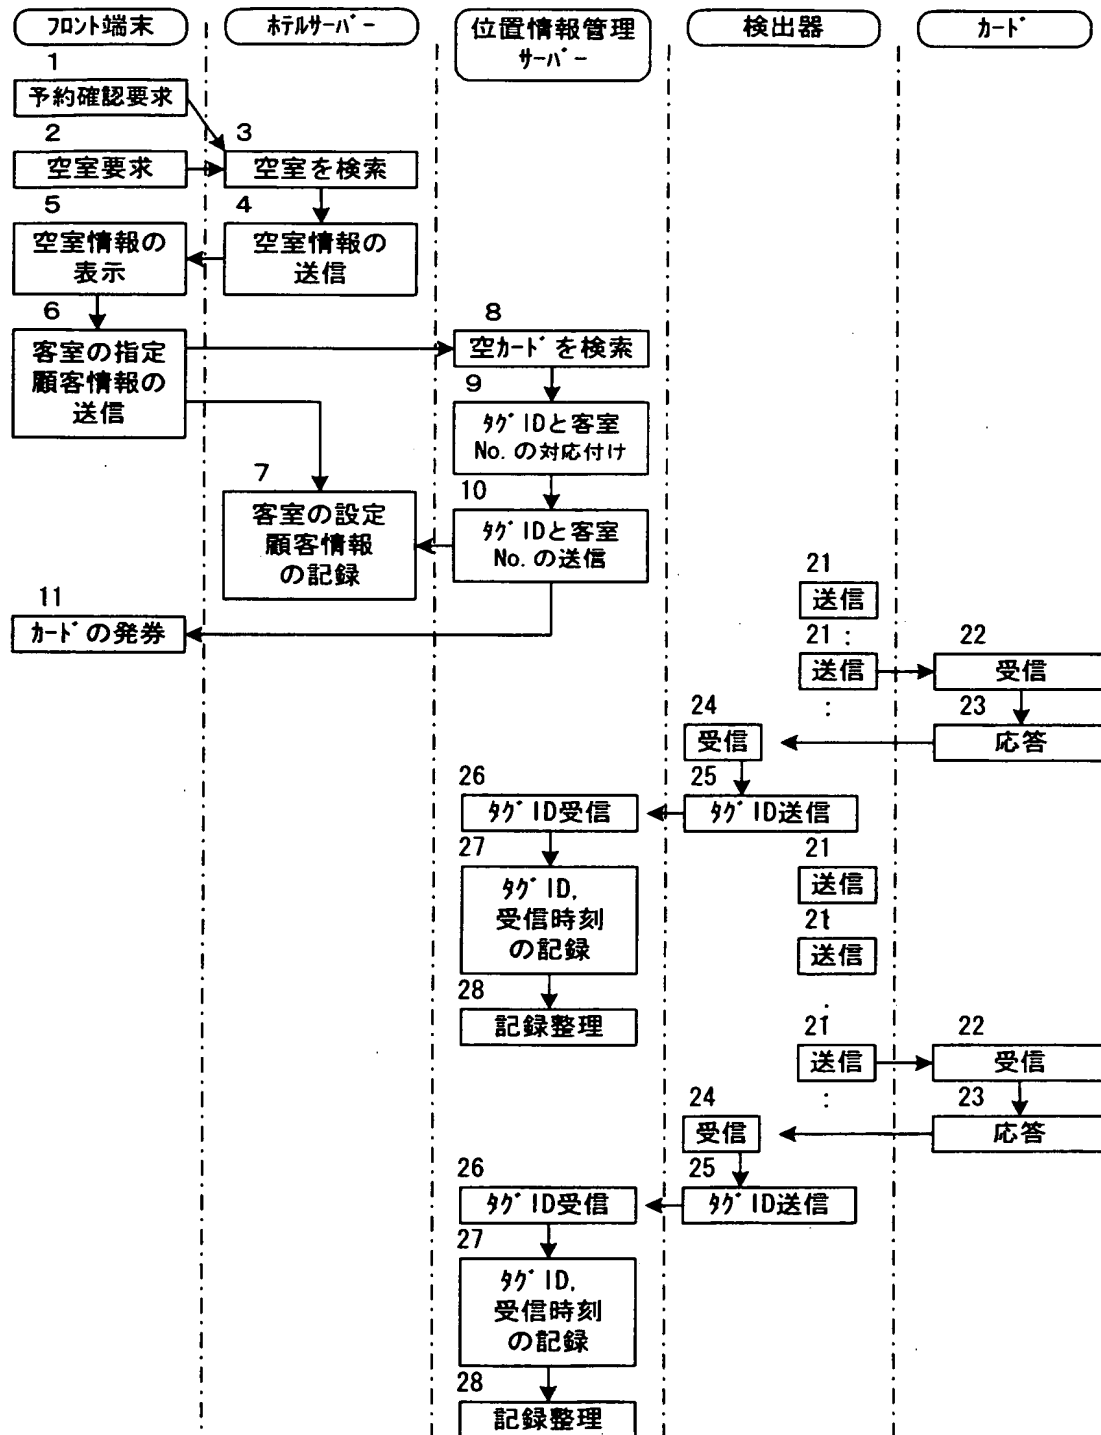 ﾌﾛﾝﾄ端末
ﾎﾃﾙｻｰﾊﾞｰ
位置情報管理
ｻｰﾊﾞｰ
検出器
ｶｰﾄﾞ
1
予約確認要求
2
空室要求
3
空室を検索
5
空室情報の
表示
4
空室情報の
送信
6
客室の指定
顧客情報の
送信
8
空ｶｰﾄﾞを検索
9
ﾀｸﾞIDと客室
No.の対応付け
7
客室の設定
顧客情報
の記録
10
ﾀｸﾞIDと客室
No.の送信
11
ｶｰﾄﾞの発券
21
送信
21 :
送信
:
22
受信
23
応答
24
受信
25
ﾀｸﾞID送信
26
ﾀｸﾞID受信
27
ﾀｸﾞID,
受信時刻
の記録
28
記録整理
21
送信
21
送信
:
21
送信
:
22
受信
23
応答
24
受信
25
ﾀｸﾞID送信
26
ﾀｸﾞID受信
27
ﾀｸﾞID,
受信時刻
の記録
28
記録整理